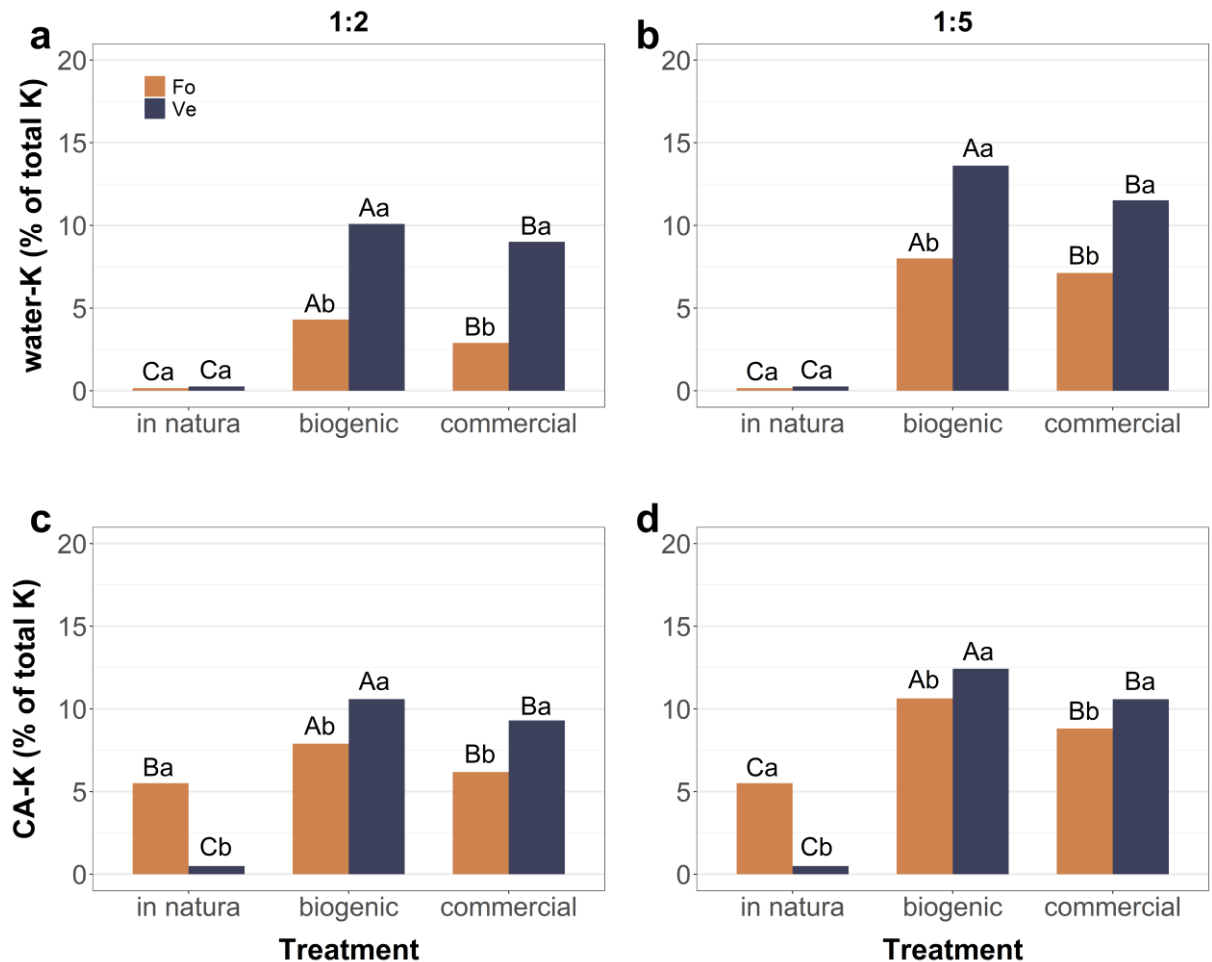 1:2
1:5
a
b
water-K (% of total K)
20
15
10
5
0
Fo
Ve
Ca
Ca
Ab
Aa
Bb
Ba
in natura
biogenic
commercial
20
15
10
5
0
Ca
Ca
Ab
Aa
Bb
Ba
in natura
biogenic
commercial
c
d
CA-K (% of total K)
20
15
10
5
0
Ba
Cb
Ab
Aa
Bb
Ba
in natura
biogenic
commercial
Treatment
20
15
10
5
0
Ca
Cb
Ab
Aa
Bb
Ba
in natura
biogenic
commercial
Treatment